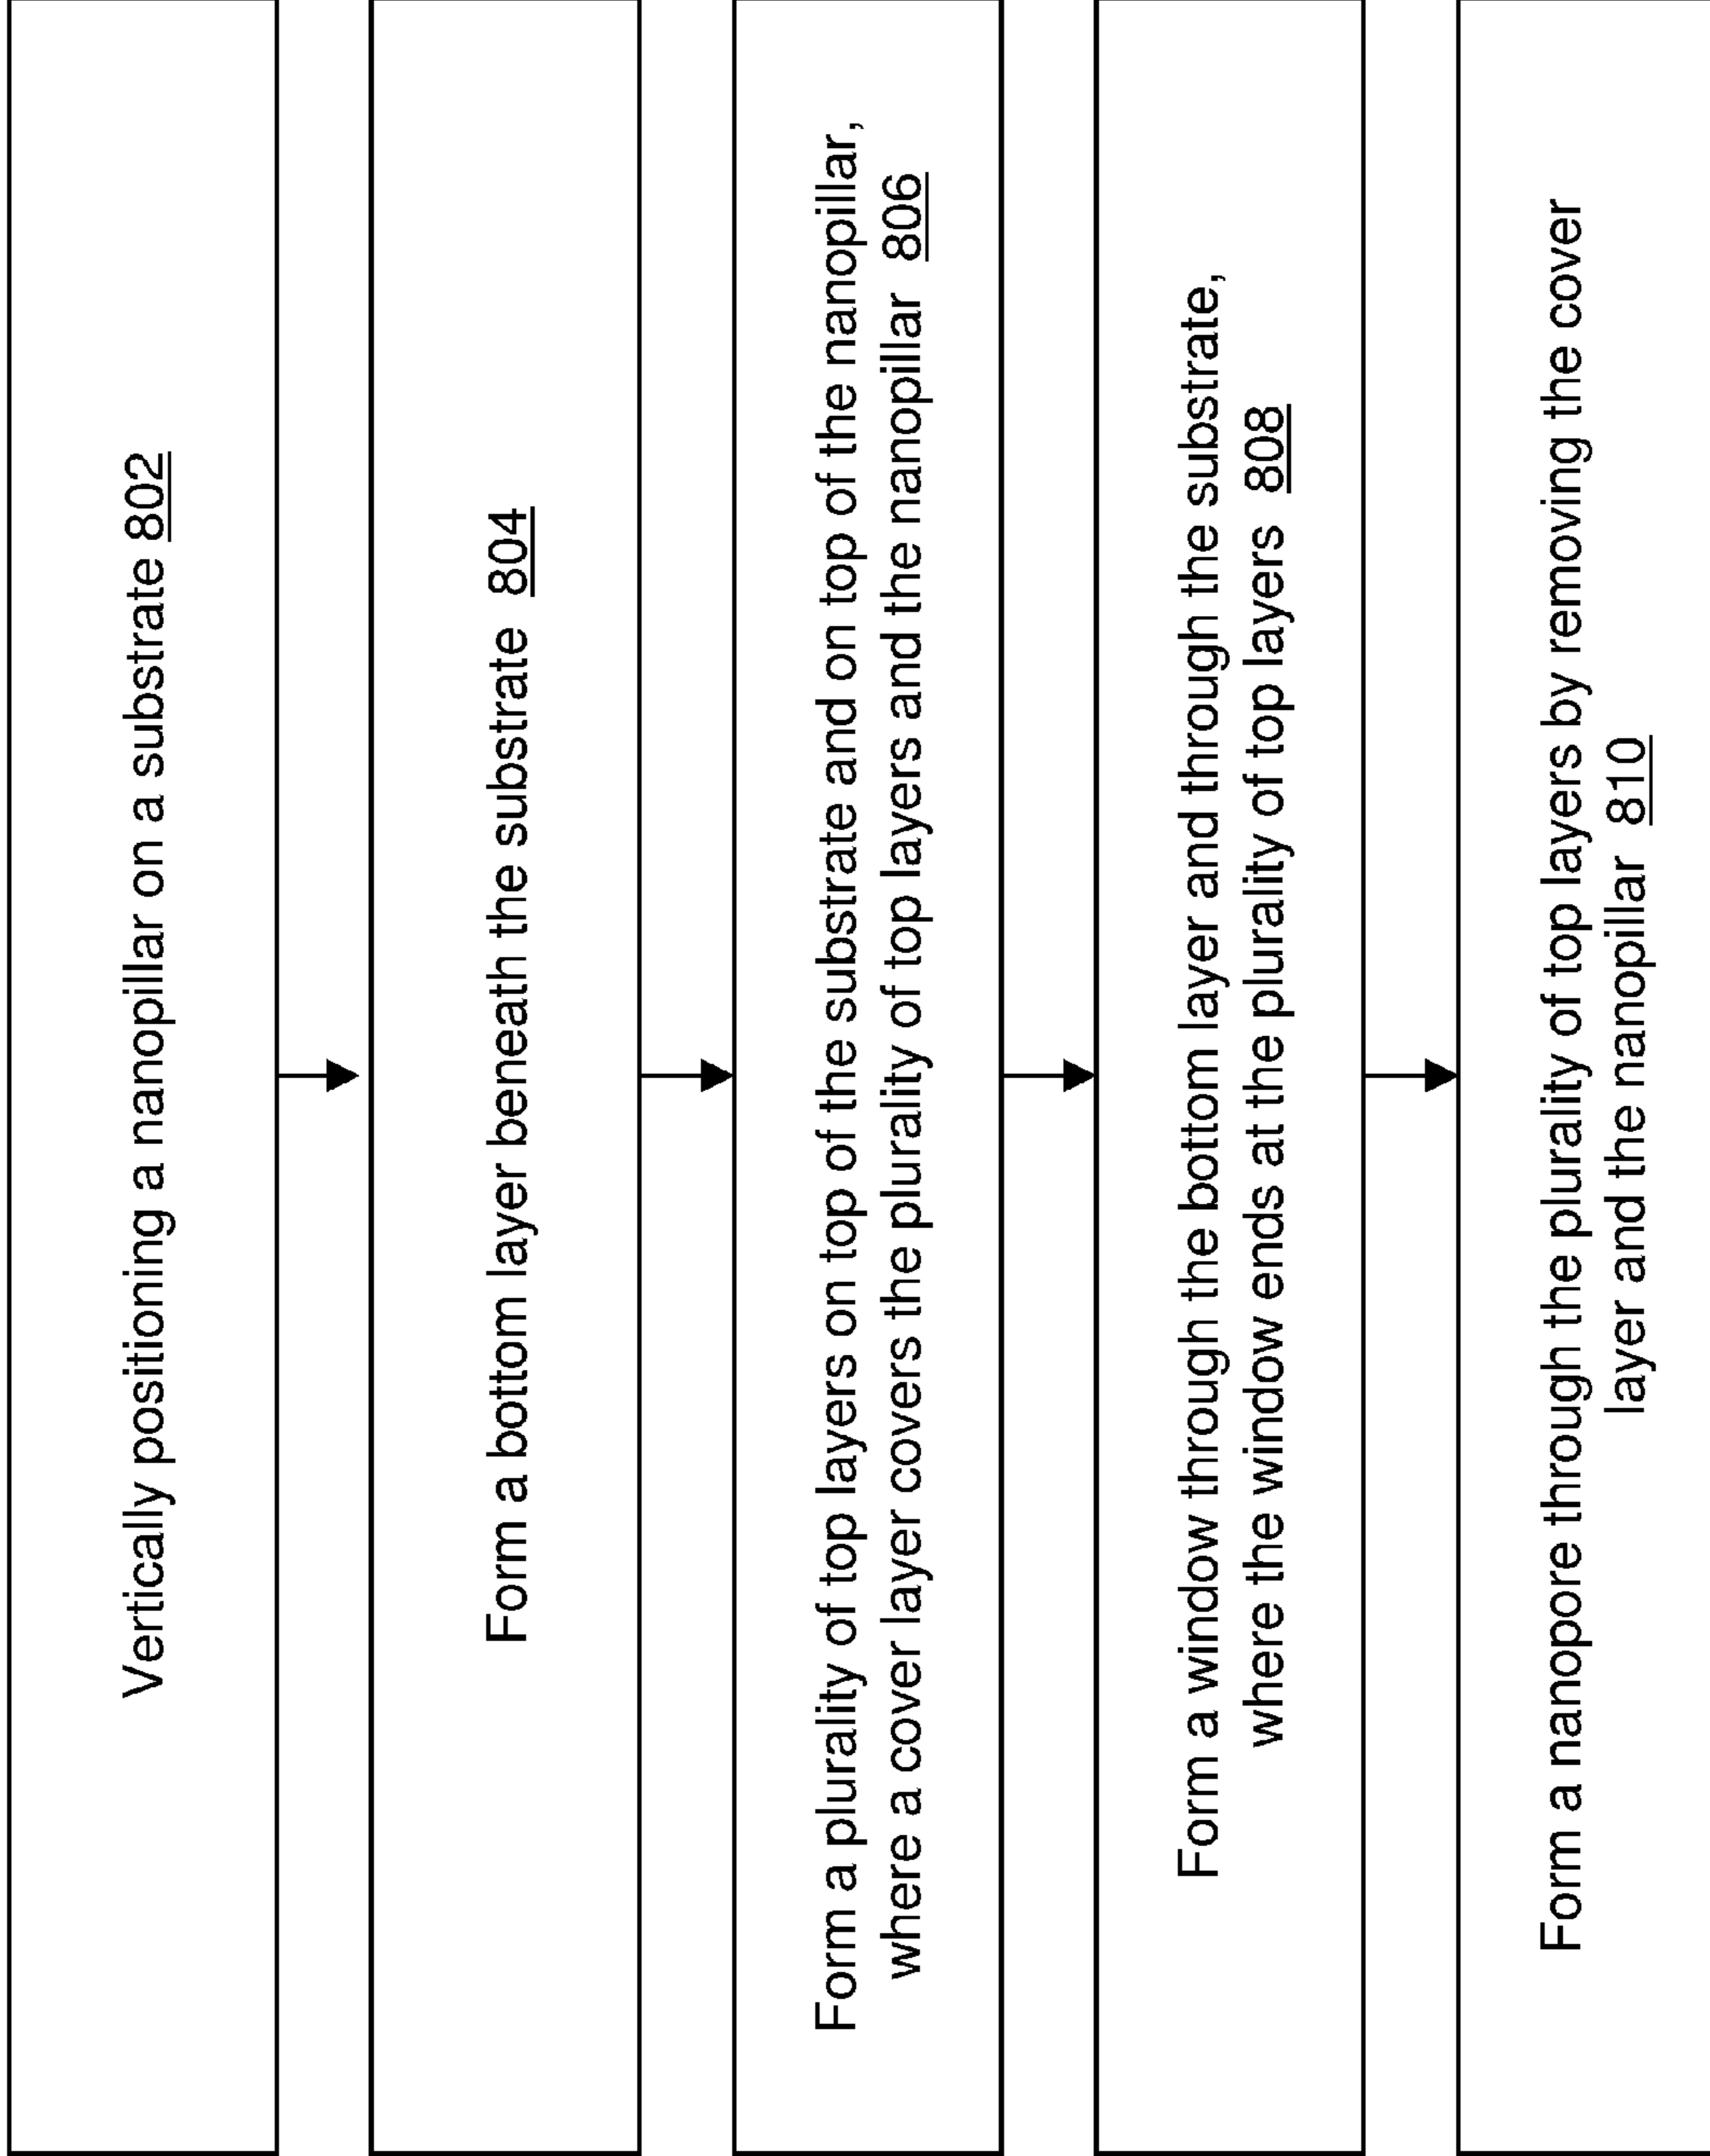 Vertically positioning a nanopillar on a substrate 802
Form a bottom layer beneath the substrate 804
Form a plurality of top layers on top of the substrate and on top of the nanopillar,
where a cover layer covers the plurality of top layers and the nanopillar 806
Form a window through the bottom layer and through the substrate,
where the window ends at the plurality of top layers 808
Form a nanopore through the plurality of top layers by removing the cover
layer and the nanopillar 810